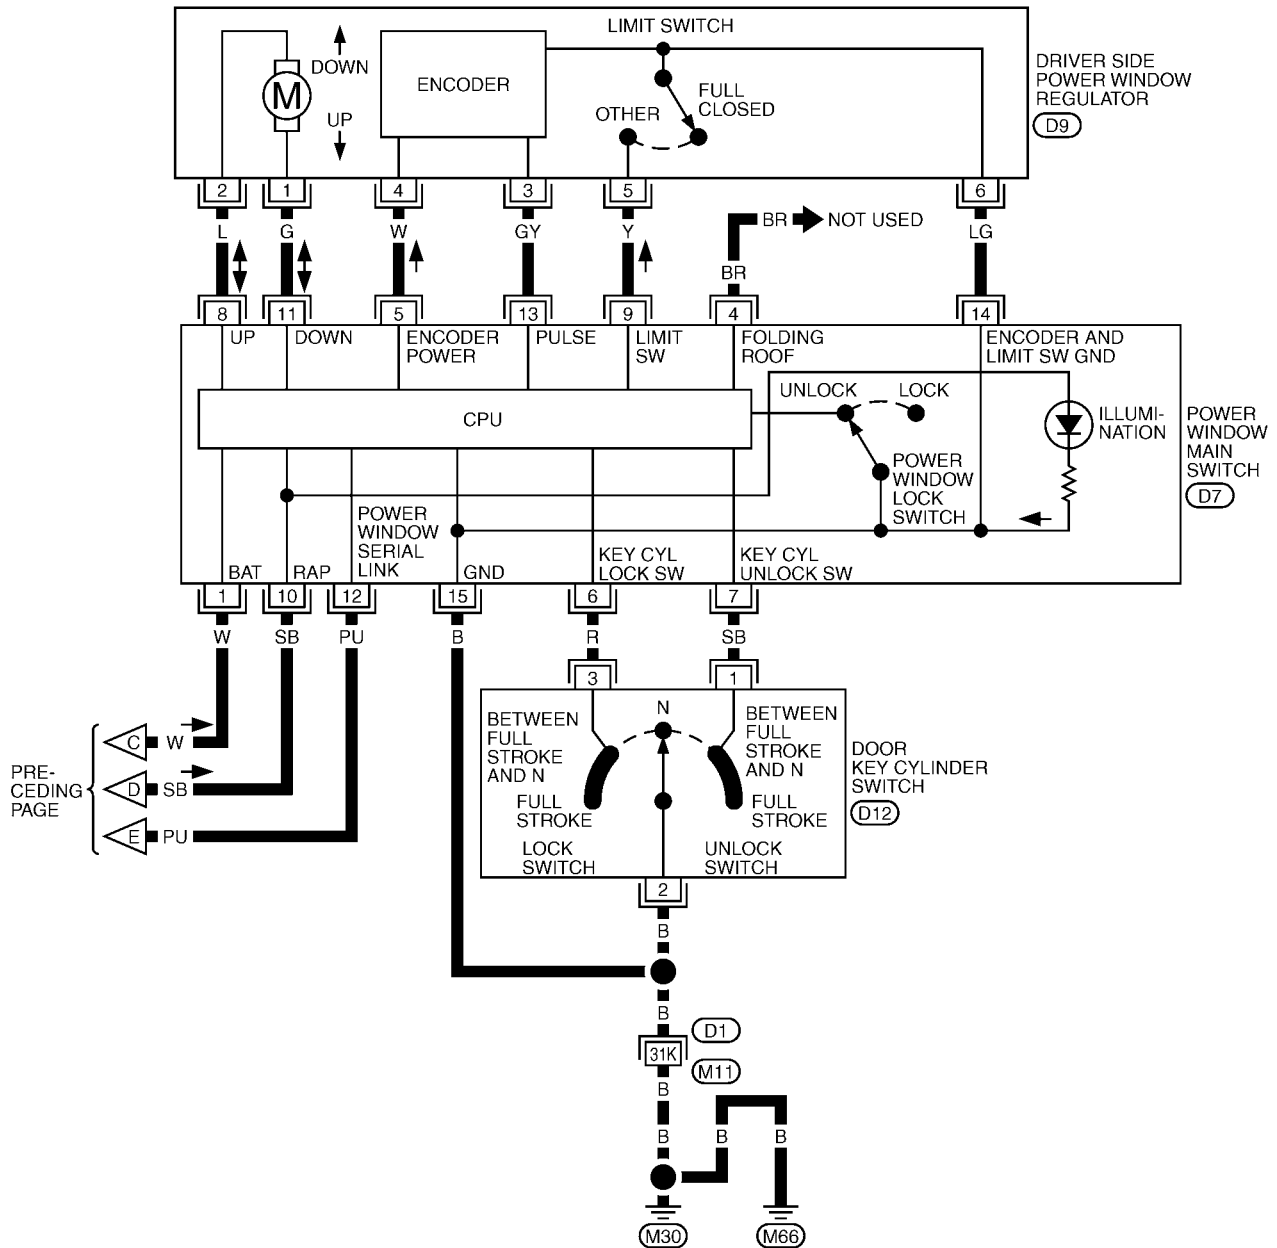 LIMIT SWITCH
DOWN
M
UP
ENCODER
OTHER
FULL
CLOSED
DRIVER SIDE
POWER WINDOW
REGULATOR
D9
2 1 4 3 5 6
L G W GY Y BR NOT USED LG
BR
8 11 5 13 9 4 14
UP
DOWN
ENCODER
POWER
PULSE
LIMIT
SW
FOLDING
ROOF
ENCODER AND
LIMIT SW GND
CPU
UNLOCK LOCK
POWER
WINDOW
LOCK
SWITCH
ILLUMI-
NATION
POWER
WINDOW
MAIN
SWITCH
D7
BAT
RAP
POWER
WINDOW
SERIAL
LINK
GND
KEY CYL
LOCK SW
KEY CYL
UNLOCK SW
1 10 12 15 6 7
W SB PU B R SB
3 1
PRE-
CEDING
PAGE
C W
D SB
E PU
BETWEEN
FULL
STROKE
AND N
FULL
STROKE
LOCK
SWITCH
N
BETWEEN
FULL
STROKE
AND N
FULL
STROKE
UNLOCK
SWITCH
DOOR
KEY CYLINDER
SWITCH
D12
2
B
B
D1
31K
M11
B
B B B
M30 M66